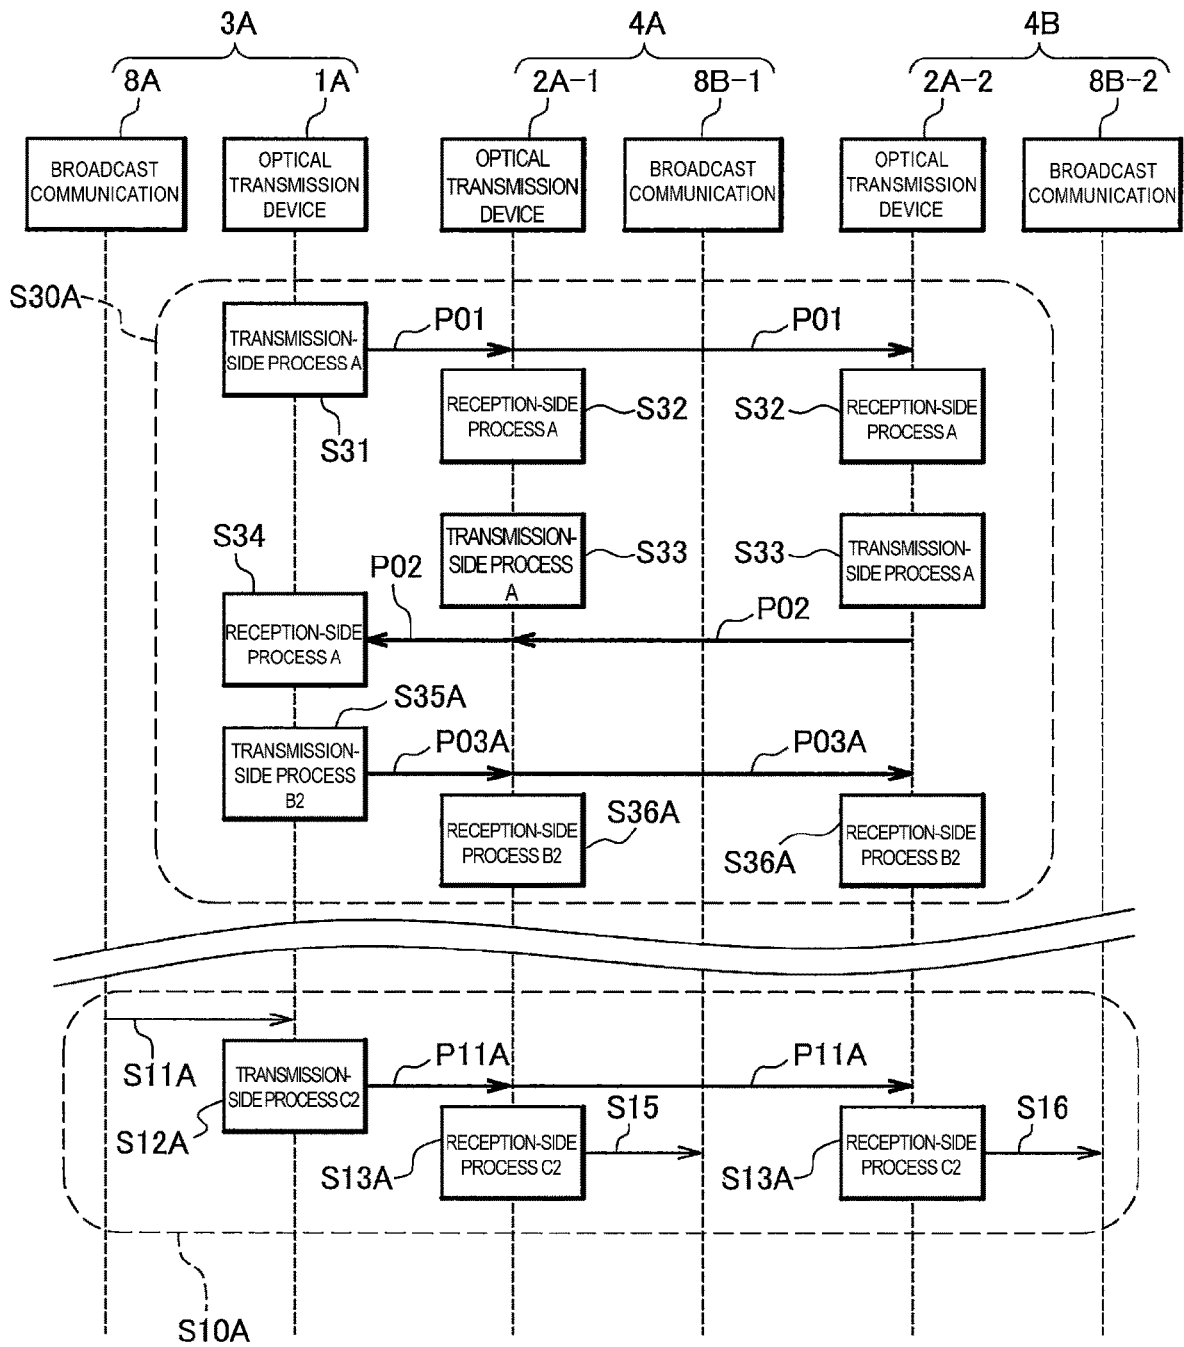 3A 4A 4B
8A 1A 2A-1 8B-1 2A-2 8B-2
BROADCAST
COMMUNICATION
OPTICAL
TRANSMISSION
DEVICE
OPTICAL
TRANSMISSION
DEVICE
BROADCAST
COMMUNICATION
OPTICAL
TRANSMISSION
DEVICE
BROADCAST
COMMUNICATION
S30A
TRANSMISSION-
SIDE PROCESS A
P01
P01
S31
RECEPTION-SIDE
PROCESS A
S32
S32
RECEPTION-SIDE
PROCESS A
TRANSMISSION-
SIDE PROCESS
A
S33
S33
TRANSMISSION-
SIDE PROCESS A
S34
P02
P02
RECEPTION-SIDE
PROCESS A
S35A
TRANSMISSION-
SIDE PROCESS
B2
P03A
P03A
RECEPTION-SIDE
PROCESS B2
S36A
S36A
RECEPTION-SIDE
PROCESS B2
S11A
TRANSMISSION-
SIDE PROCESS C2
P11A
P11A
S12A
S13A
RECEPTION-SIDE
PROCESS C2
S15
S13A
RECEPTION-SIDE
PROCESS C2
S16
S10A